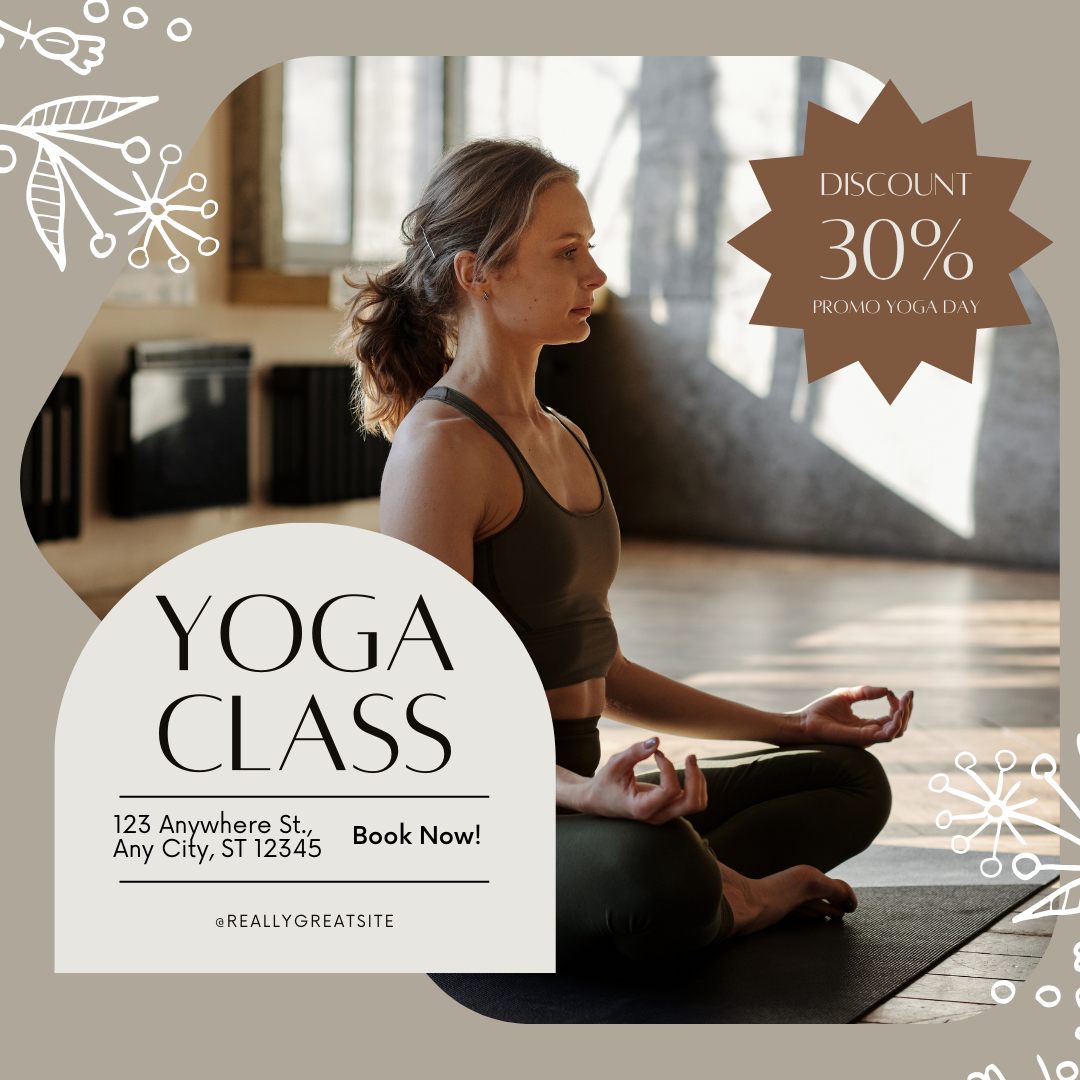 DISCOUNT
30%
PROMO YOGA DAY
YOGA
CLASS
123 Anywhere St.,
Any City, ST 12345
Book Now!
@REALLYGREATSITE